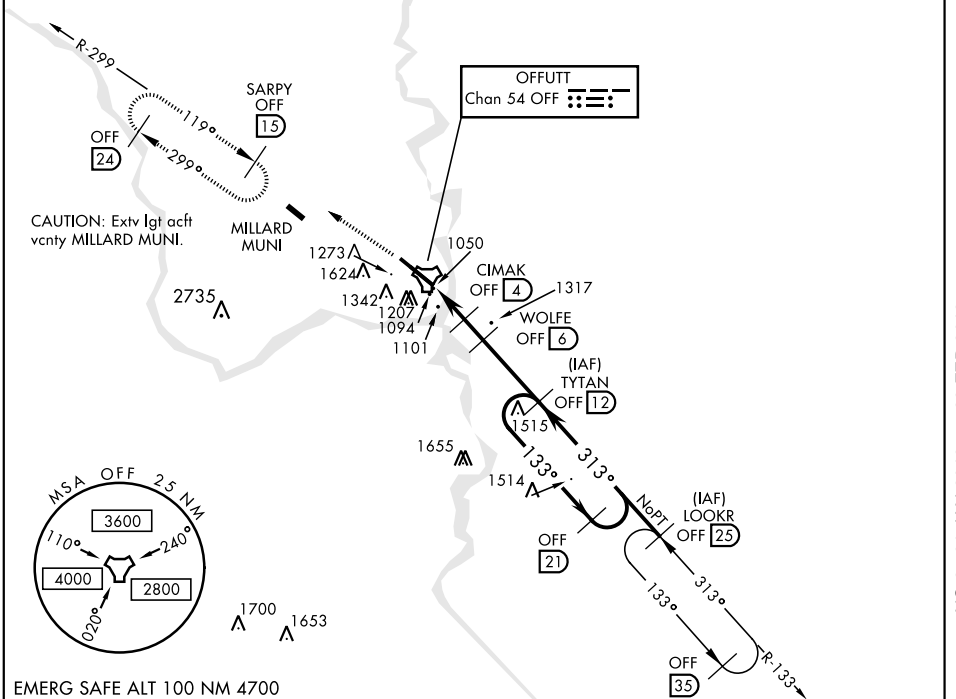 R-299
SARPY
OFF
15
119°
299°
OFF
24
CAUTION: Extv lgt acft
vcnty MILLARD MUNI.
MILLARD
MUNI
OFFUTT
Chan 54 OFF
1273
1624
1342
1207
1094
1101
1050
2735
CIMAK
OFF 4
1317
WOLFE
OFF 6
(IAF)
TYTAN
OFF 12
1515
1655
133°
313°
1514
NoPT
(IAF)
LOOKR
OFF 25
OFF
21
133°
313°
OFF
35
R-133
MSA OFF 25 NM
3600
110°
240°
4000
2800
020°
1700
1653
EMERG SAFE ALT 100 NM 4700